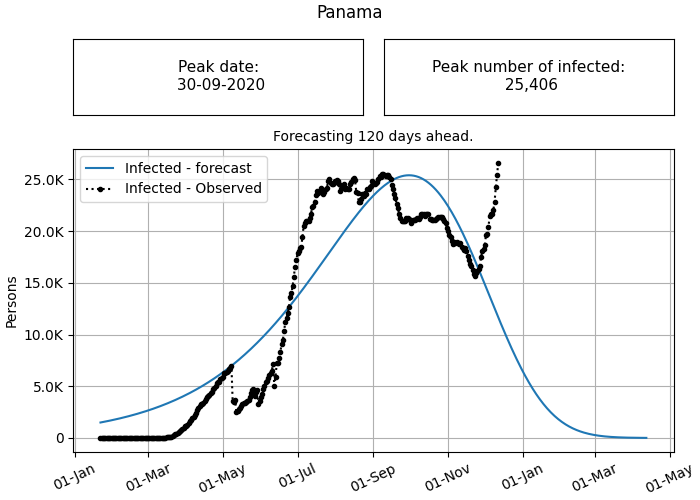 Panama
Peak date:
30-09-2020
Peak number of infected:
25,406
Forecasting 120 days ahead.
Infected - forecast
Infected - Observed
25.0K
20.0K
15.0K
10.0K
5.0K
0
Persons
01-Jan
01-Mar
01-May
01-Jul
01-Sep
01-Nov
01-Jan
01-Mar
01-May